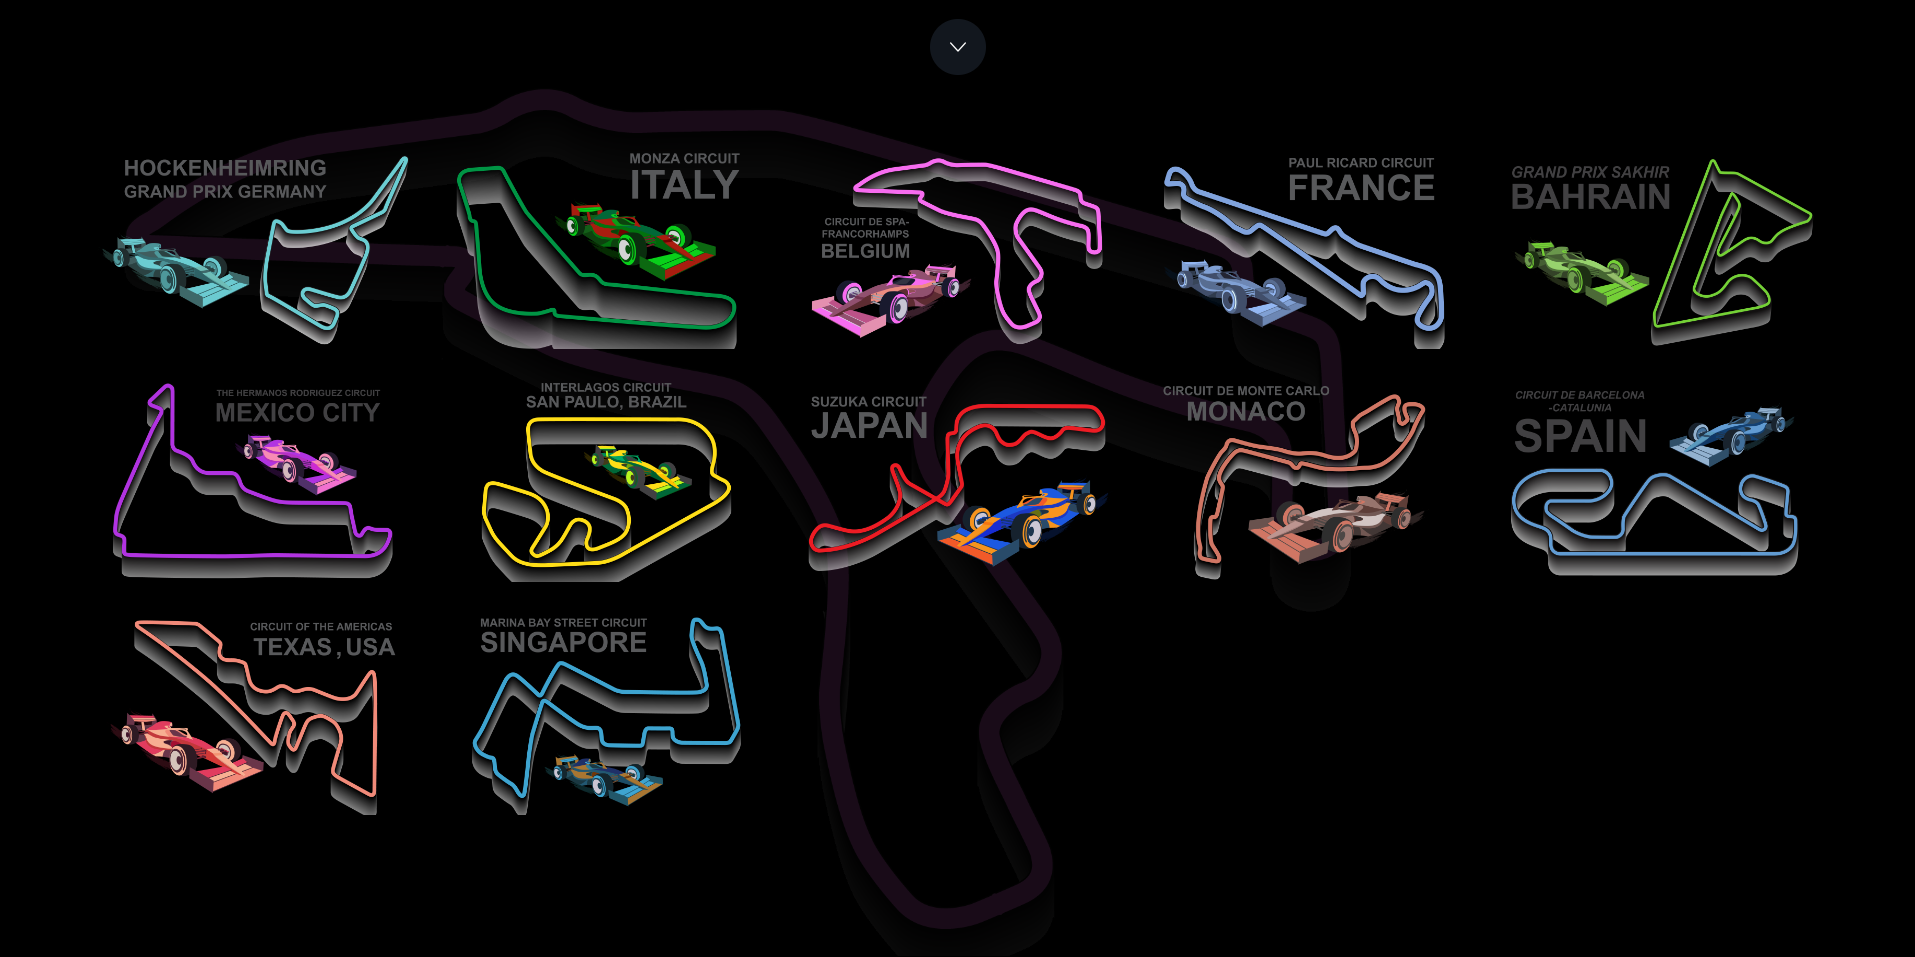 HOCKENHEIMRING
GRAND PRIX GERMANY
MONZA CIRCUIT
ITALY
CIRCUIT DE SPA-
FRANCORHAMPS
BELGIUM
PAUL RICARD CIRCUIT
FRANCE
GRAND PRIX SAKHIR
BAHRAIN
THE HERMANOS RODRIGUEZ CIRCUIT
MEXICO CITY
INTERLAGOS CIRCUIT
SAN PAULO, BRAZIL
SUZUKA CIRCUIT
JAPAN
CIRCUIT DE MONTE CARLO
MONACO
CIRCUIT DE BARCELONA
-CATALUNIA
SPAIN
CIRCUIT OF THE AMERICAS
TEXAS , USA
MARINA BAY STREET CIRCUIT
SINGAPORE